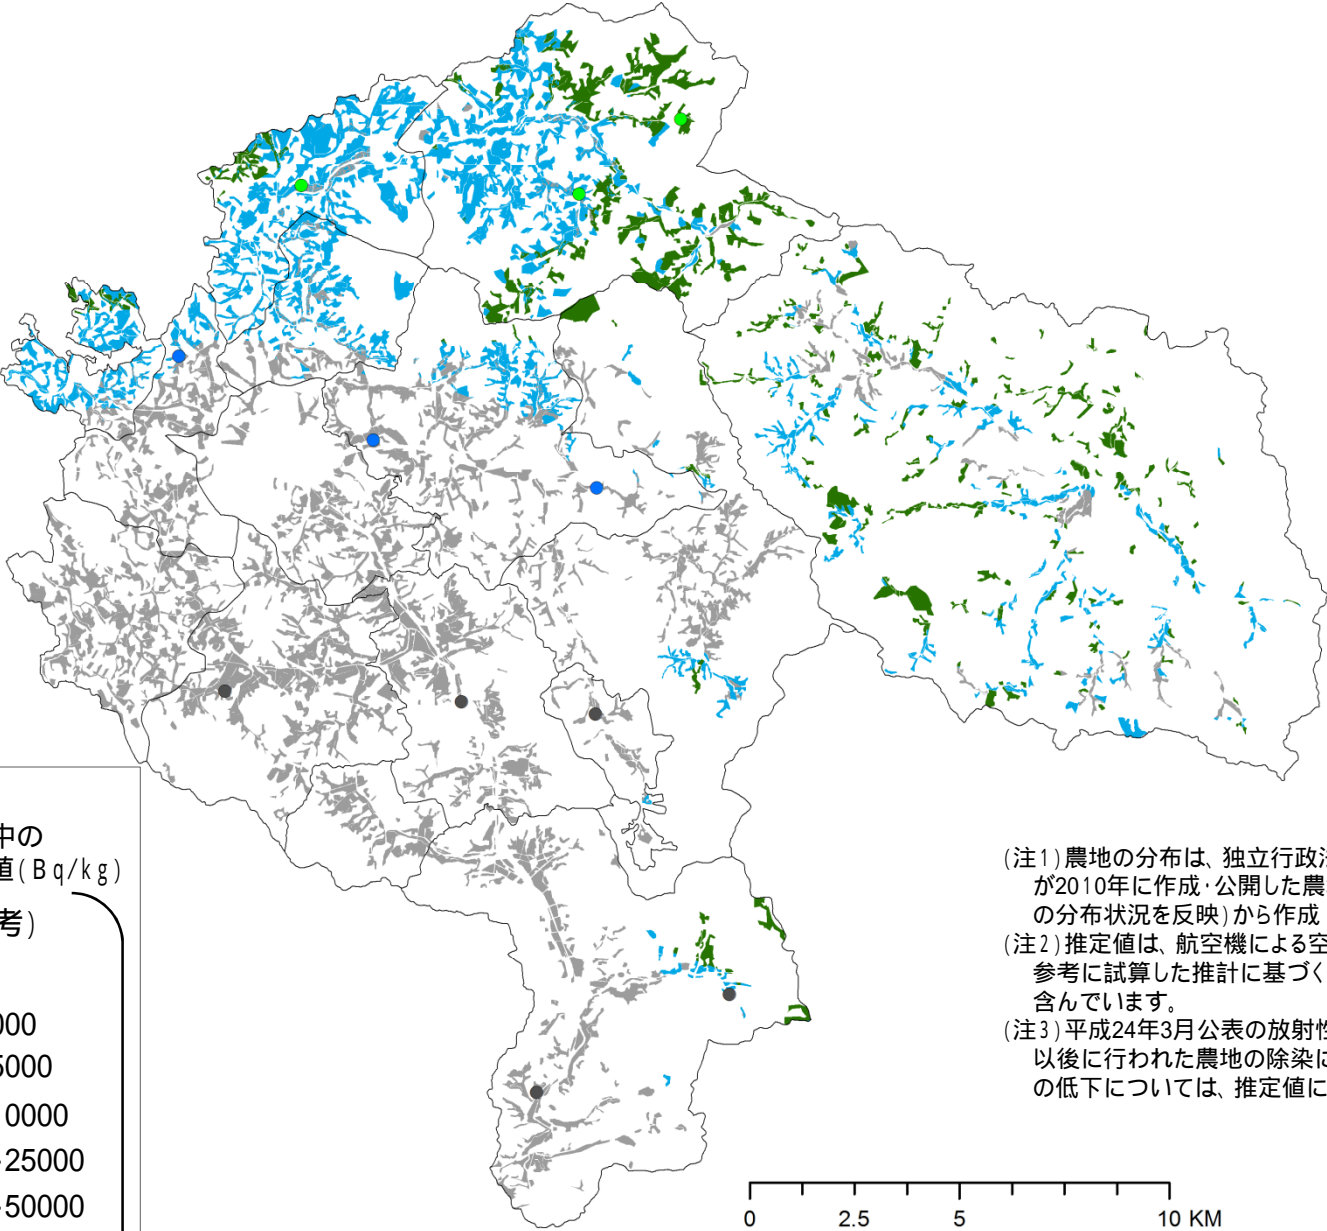 中の
値(Bq/kg)
考)
000
5000
0000
25000
50000
(注1)農地の分布は、独立行政法
が2010年に作成・公開した農
の分布状況を反映)から作成
(注2)推定値は、航空機による空
参考に試算した推計に基づく
含んでいます。
(注3)平成24年3月公表の放射性
以後に行われた農地の除染に
の低下については、推定値に
0 2.5 5 10 KM